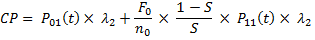 CP = P₀₁(t) × λ₂ + F₀/n₀ × (1 − S)/S × P₁₁(t) × λ₂